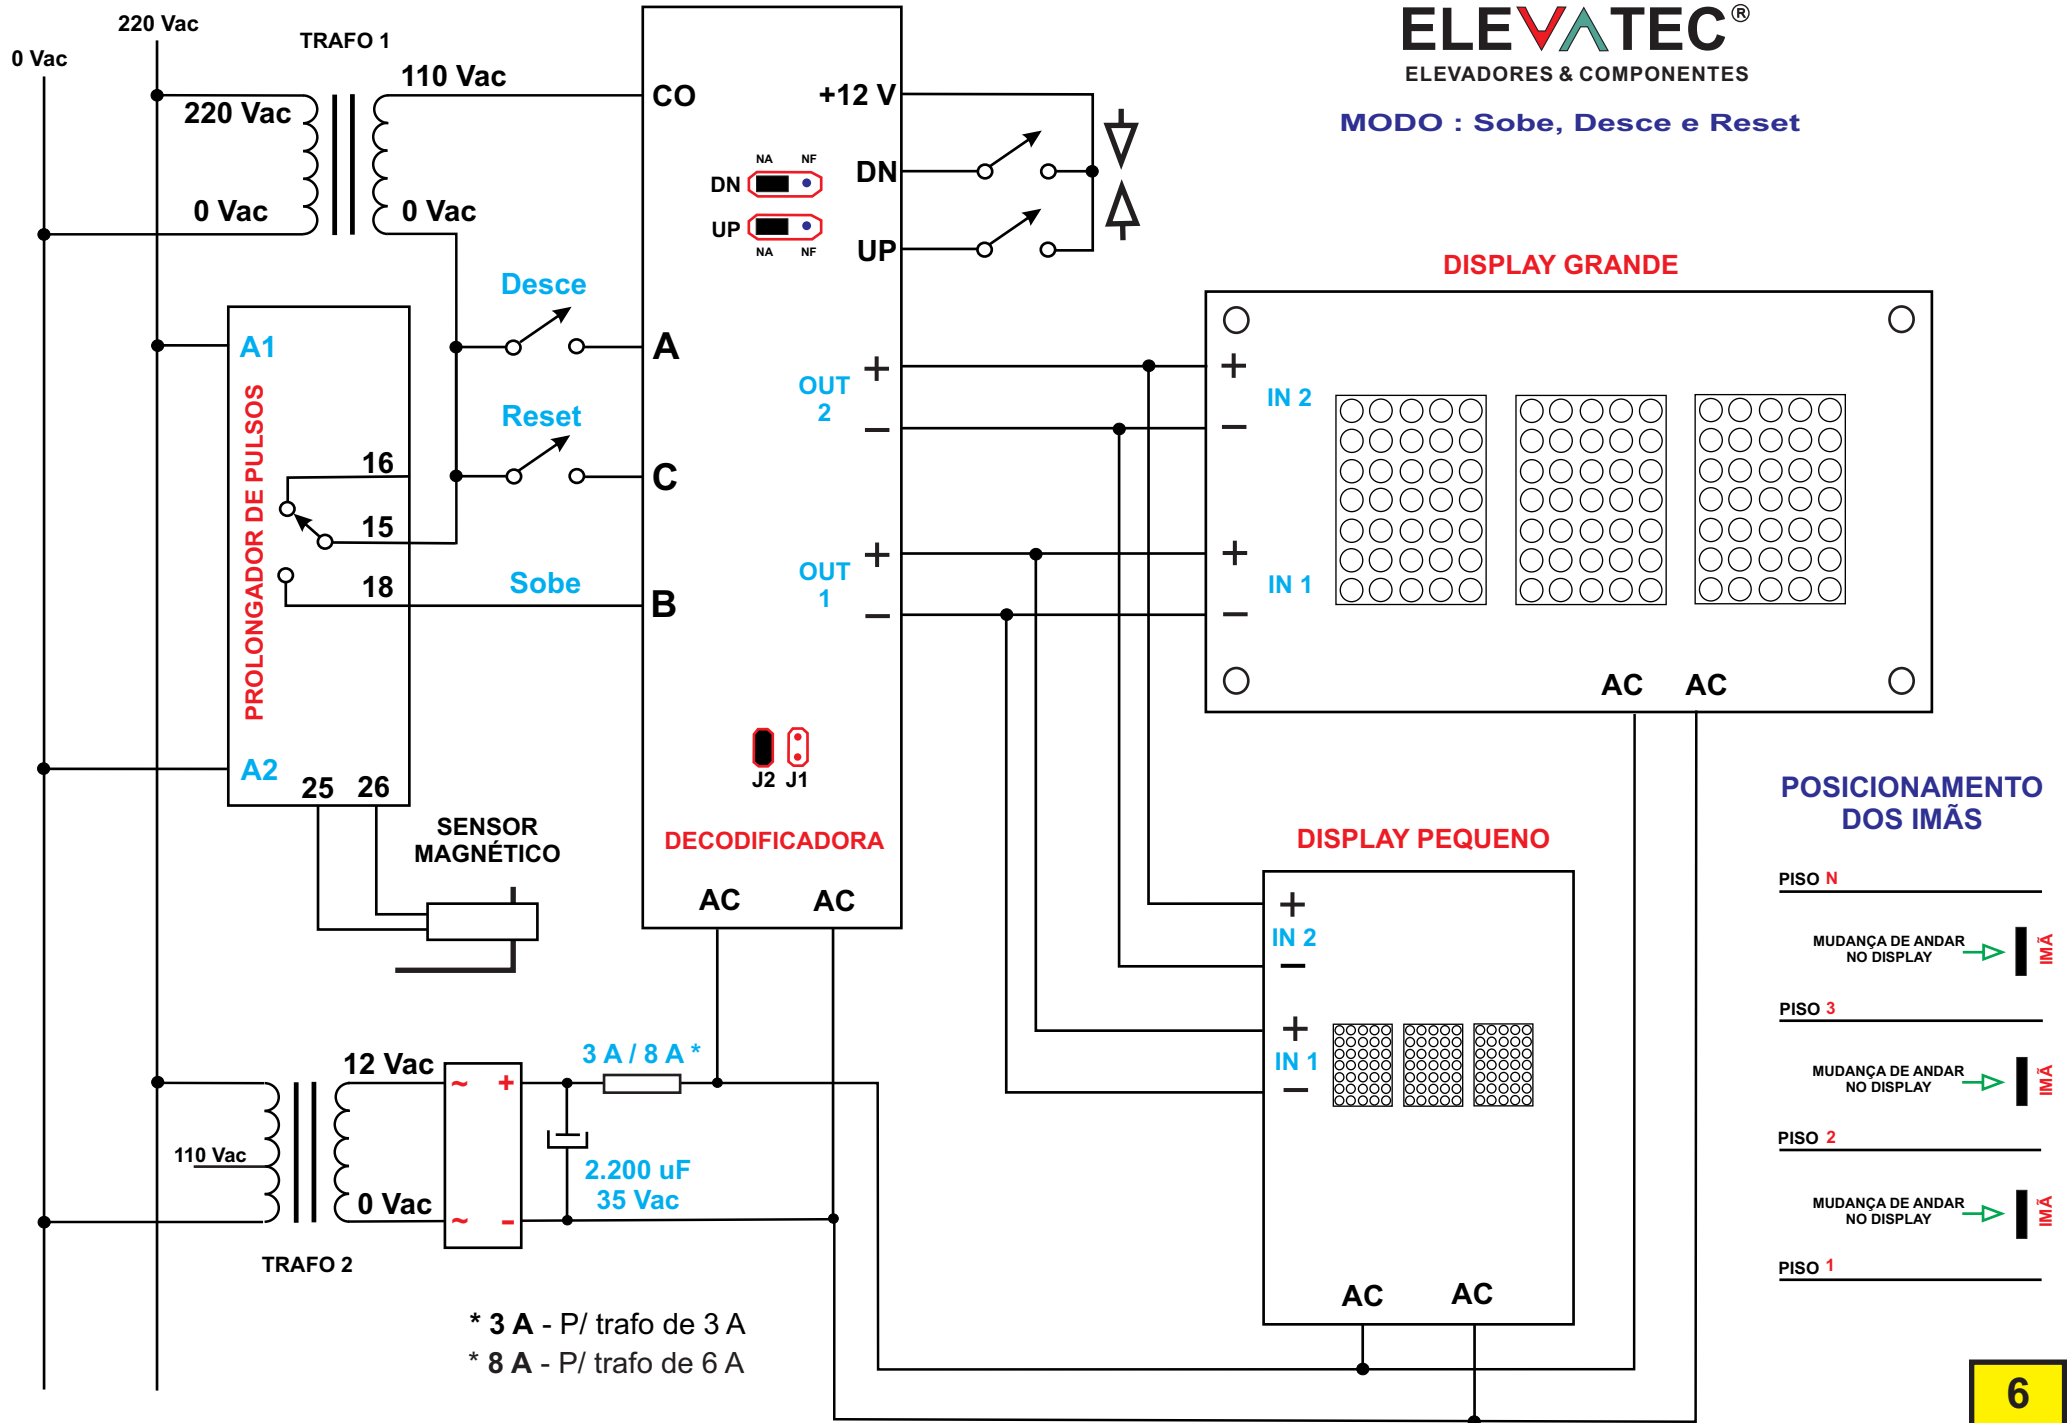 ELEVATEC®
ELEVADORES & COMPONENTES
MODO : Sobe, Desce e Reset
0 Vac
220 Vac
TRAFO 1
220 Vac
110 Vac
0 Vac
0 Vac
CO
+12 V
NA NF
DN
DN
UP
UP
NA NF
Desce
A
Reset
C
Sobe
B
A1
PROLONGADOR DE PULSOS
16
15
18
A2
25 26
SENSOR
MAGNÉTICO
OUT
2
+
−
OUT
1
+
−
J2 J1
DECODIFICADORA
AC AC
DISPLAY GRANDE
+
IN 2
−
+
IN 1
−
AC AC
DISPLAY PEQUENO
+
IN 2
−
+
IN 1
−
AC AC
POSICIONAMENTO
DOS IMÃS
PISO N
MUDANÇA DE ANDAR
NO DISPLAY
IMÃ
PISO 3
MUDANÇA DE ANDAR
NO DISPLAY
IMÃ
PISO 2
MUDANÇA DE ANDAR
NO DISPLAY
IMÃ
PISO 1
12 Vac
110 Vac
0 Vac
TRAFO 2
~ +
~ -
3 A / 8 A *
2.200 uF
35 Vac
* 3 A - P/ trafo de 3 A
* 8 A - P/ trafo de 6 A
6